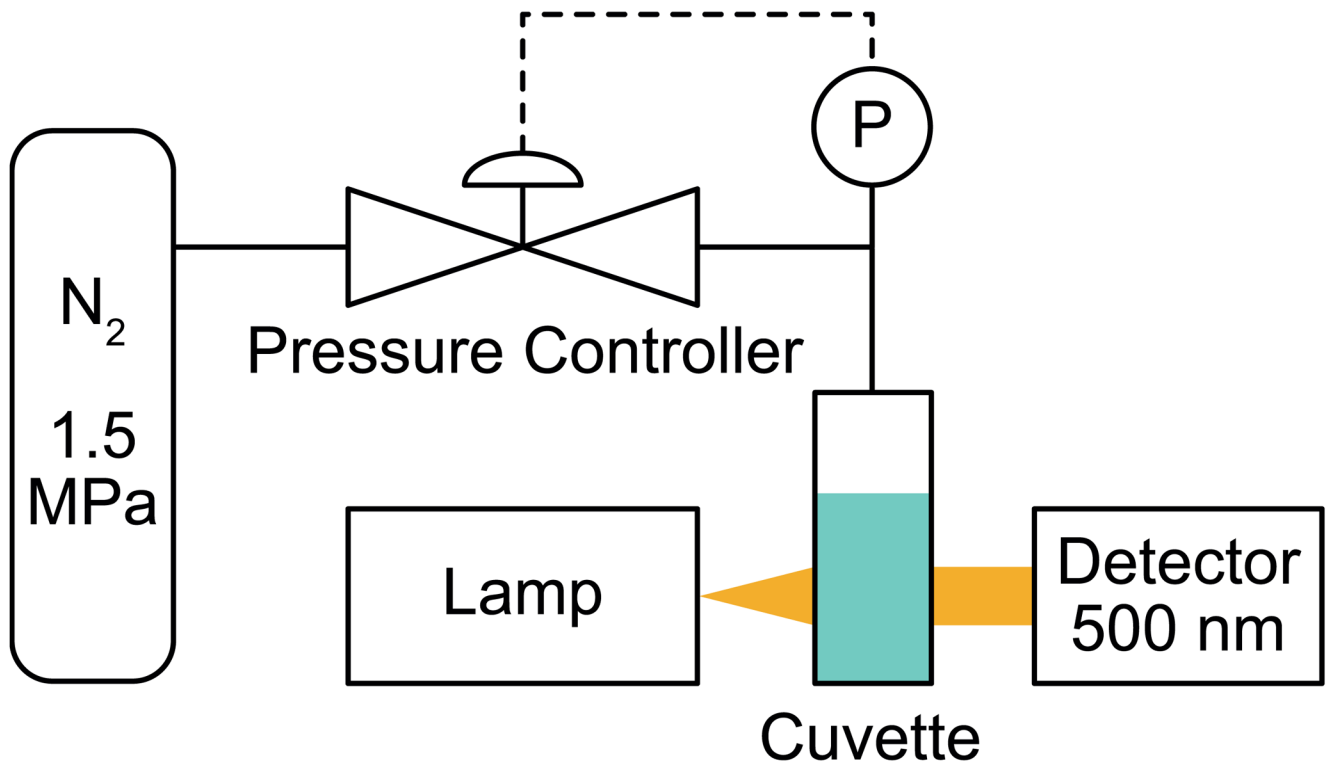 P
N₂
1.5
MPa
Pressure Controller
Lamp
Detector
500 nm
Cuvette